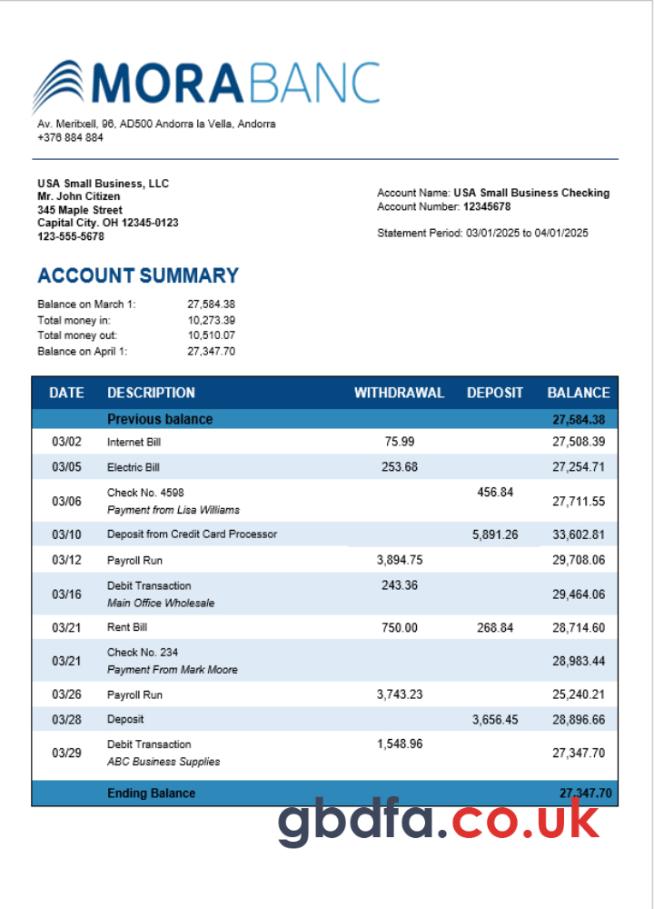 MORABANC
Av. Meritxell, 96, AD500 Andorra la Vella, Andorra
+376 884 884
USA Small Business, LLC
Mr. John Citizen
345 Maple Street
Capital City. OH 12345-0123
123-555-5678
Account Name: USA Small Business Checking
Account Number: 12345678
Statement Period: 03/01/2025 to 04/01/2025
ACCOUNT SUMMARY
Balance on March 1: 27,584.38
Total money in: 10,273.39
Total money out: 10,510.07
Balance on April 1: 27,347.70
DATE DESCRIPTION WITHDRAWAL DEPOSIT BALANCE
Previous balance 27,584.38
03/02 Internet Bill 75.99 27,508.39
03/05 Electric Bill 253.68 27,254.71
03/06 Check No. 4598 456.84 27,711.55
Payment from Lisa Williams
03/10 Deposit from Credit Card Processor 5,891.26 33,602.81
03/12 Payroll Run 3,894.75 29,708.06
03/16 Debit Transaction 243.36 29,464.06
Main Office Wholesale
03/21 Rent Bill 750.00 268.84 28,714.60
03/21 Check No. 234 28,983.44
Payment From Mark Moore
03/26 Payroll Run 3,743.23 25,240.21
03/28 Deposit 3,656.45 28,896.66
03/29 Debit Transaction 1,548.96 27,347.70
ABC Business Supplies
Ending Balance 27.347.70
gbdfa.co.uk